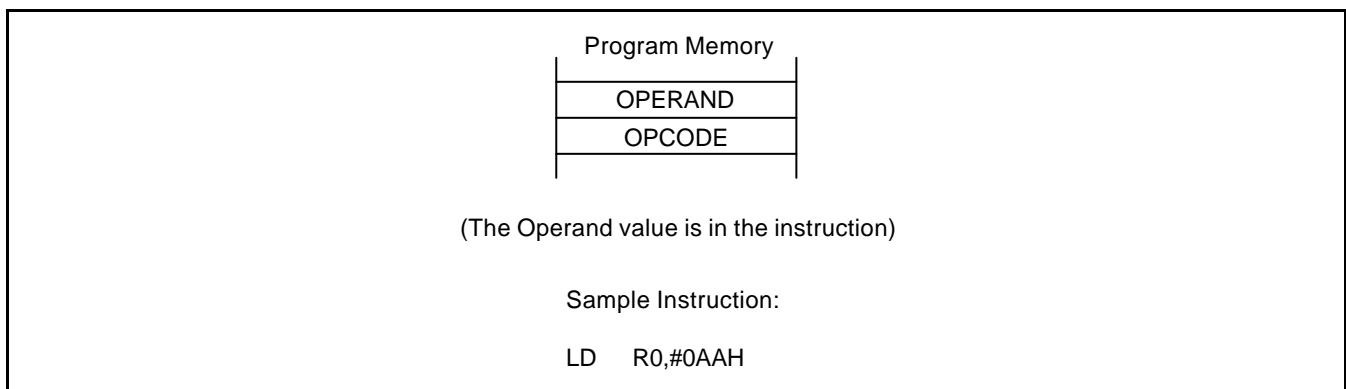 Program Memory
OPERAND
OPCODE
(The Operand value is in the instruction)
Sample Instruction:
LD R0,#0AAH